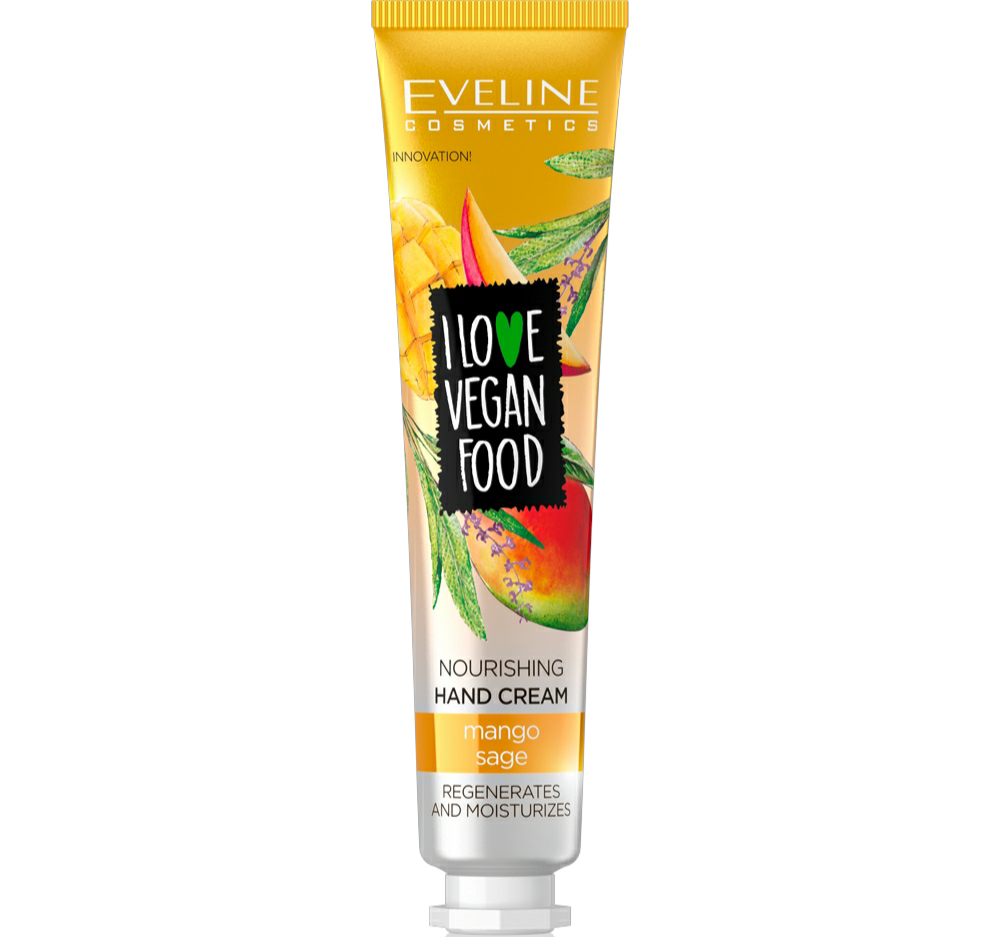 EVELINE
COSMETICS
INNOVATION!
I LOVE
VEGAN
FOOD
NOURISHING
HAND CREAM
mango
sage
REGENERATES
AND MOISTURIZES